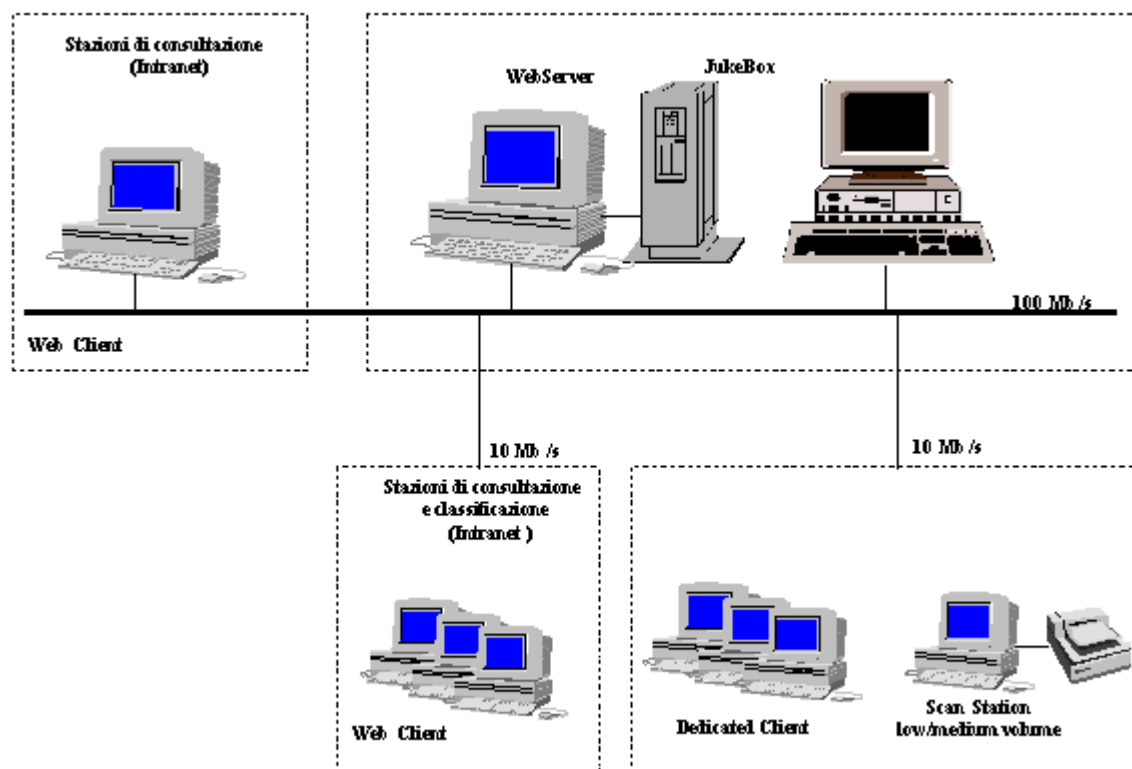 Stazioni di consultazione
(Intranet)
WebServer
JukeBox
100 Mb /s
Web Client
10 Mb /s
10 Mb /s
Stazioni di consultazione
e classificazione
(Intranet )
Web Client
Dedicated Client
Scan Station
low/medium volume